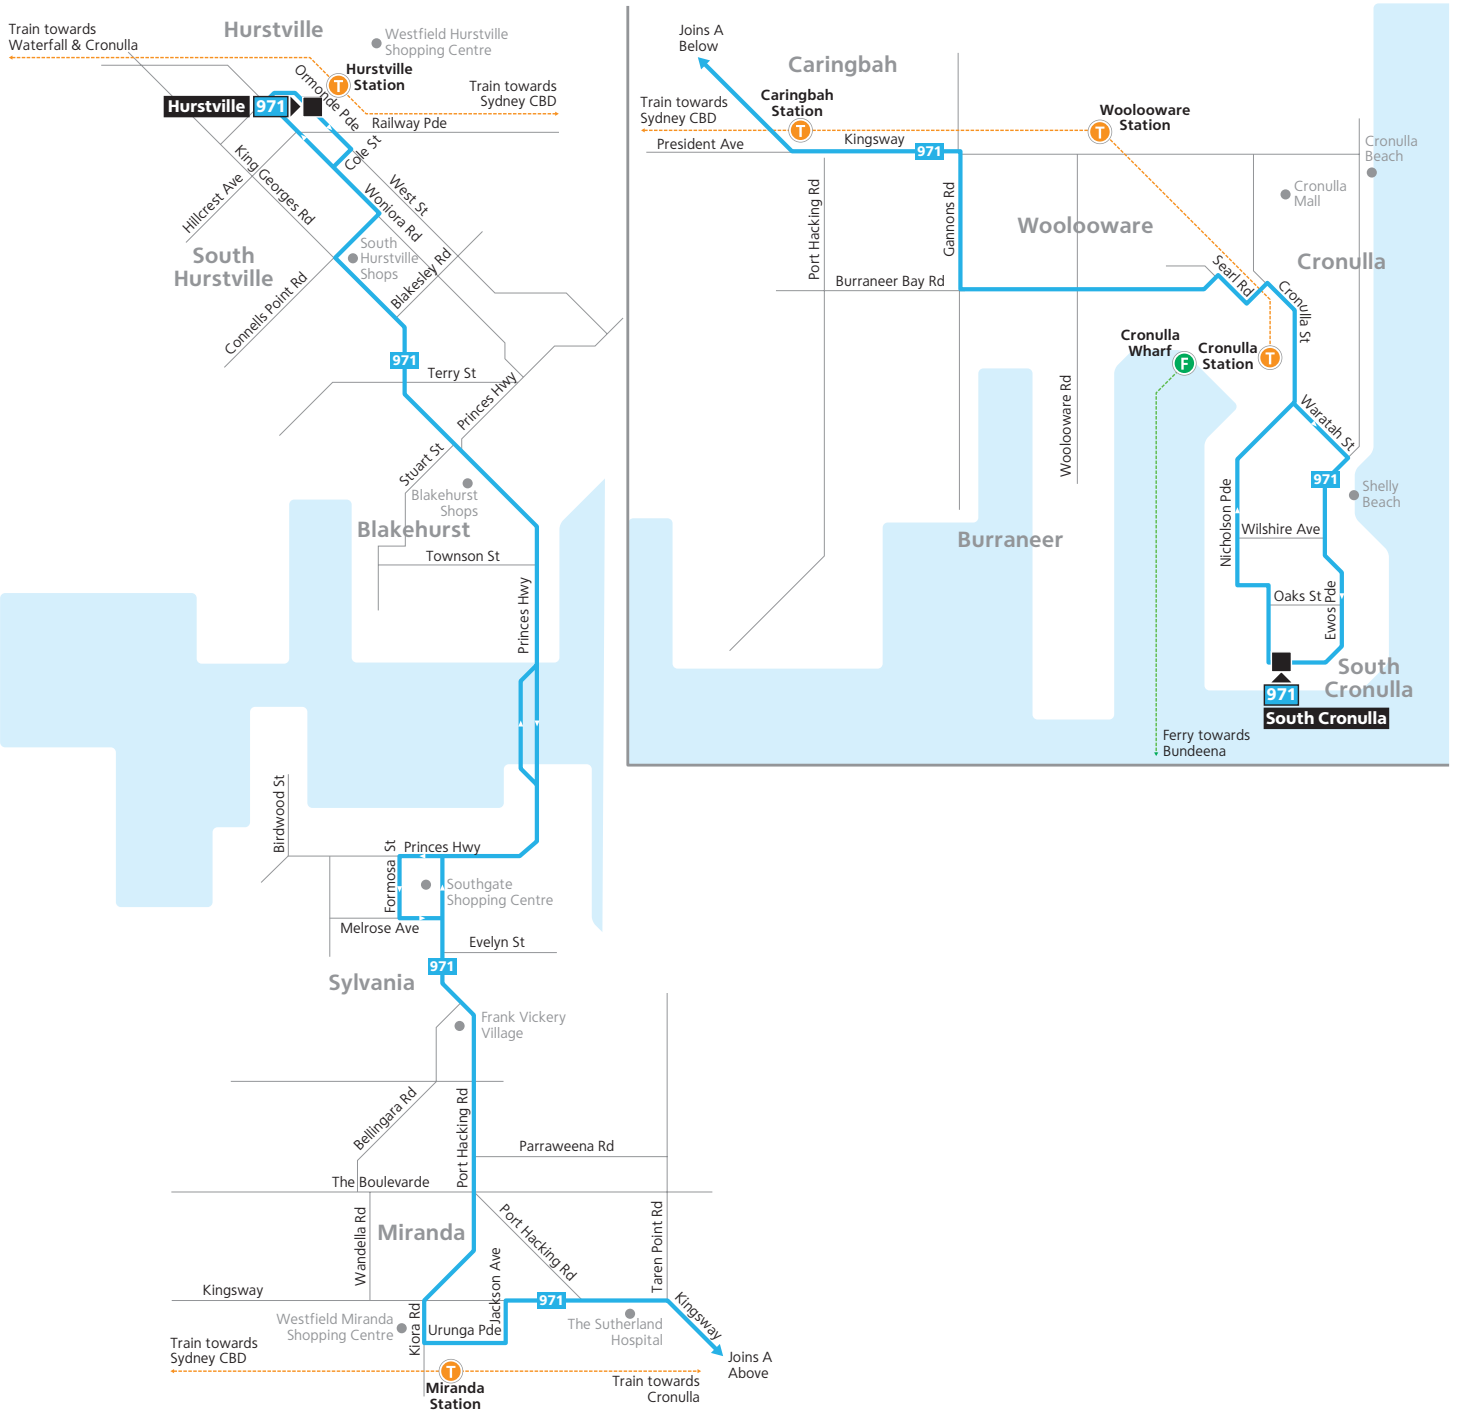 Train towards
Waterfall & Cronulla
Hurstville
Westfield Hurstville
Shopping Centre
Hurstville
Station
T
Train towards
Sydney CBD
Hurstville
971
Ormonde Pde
Railway Pde
Cole St
King Georges Rd
Hillcrest Ave
West St
Woniora Rd
South
Hurstville
South
Hurstville
Shops
Blakesley Rd
Connells Point Rd
971
Terry St
Princes Hwy
Stuart St
Blakehurst
Shops
Blakehurst
Townson St
Princes Hwy
Birdwood St
Formosa St
Princes Hwy
Southgate
Shopping Centre
Melrose Ave
Evelyn St
971
Sylvania
Frank Vickery
Village
Bellingara Rd
Port Hacking Rd
Parraweena Rd
The Boulevarde
Wandella Rd
Miranda
Port Hacking Rd
Taren Point Rd
Jackson Ave
Kingsway
971
Kingsway
Westfield Miranda
Shopping Centre
Kiora Rd
Urunga Pde
The Sutherland
Hospital
Train towards
Sydney CBD
T
Miranda
Station
Train towards
Cronulla
Joins A
Above
Joins A
Below
Caringbah
Caringbah
Station
T
Train towards
Sydney CBD
President Ave
Kingsway
971
Woolooware
Station
T
Cronulla
Beach
Cronulla
Mall
Port Hacking Rd
Gannons Rd
Woolooware
Cronulla
Burraneer Bay Rd
Searl Rd
Cronulla St
Cronulla
Wharf
F
Cronulla
Station
T
Woolooware Rd
Waratah St
971
Shelly
Beach
Nicholson Pde
Wilshire Ave
Burraneer
Oaks St
Ewos Pde
South
Cronulla
971
South Cronulla
Ferry towards
Bundeena